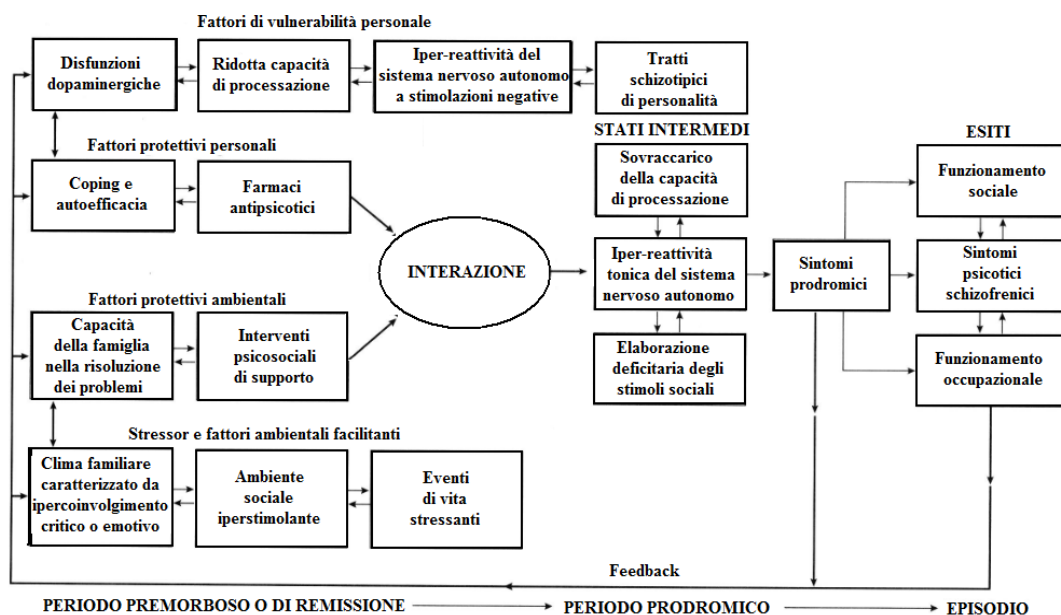 Fattori di vulnerabilità personale
Disfunzioni
dopaminergiche
Ridotta capacità
di processazione
Iper-reattività del
sistema nervoso autonomo
a stimolazioni negative
Tratti
schizotipici
di personalità
Fattori protettivi personali
Coping e
autoefficacia
Farmaci
antipsicotici
INTERAZIONE
Fattori protettivi ambientali
Capacità
della famiglia
nella risoluzione
dei problemi
Interventi
psicosociali
di supporto
Stressor e fattori ambientali facilitanti
Clima familiare
caratterizzato da
ipercoinvolgimento
critico o emotivo
Ambiente
sociale
iperstimolante
Eventi
di vita
stressanti
STATI INTERMEDI
Sovraccarico
della capacità
di processazione
Iper-reattività
tonica del sistema
nervoso autonomo
Elaborazione
deficitaria degli
stimoli sociali
Sintomi
prodromici
ESITI
Funzionamento
sociale
Sintomi
psicotici
schizofrenici
Funzionamento
occupazionale
Feedback
PERIODO PREMORBOSO O DI REMISSIONE
PERIODO PRODROMICO
EPISODIO